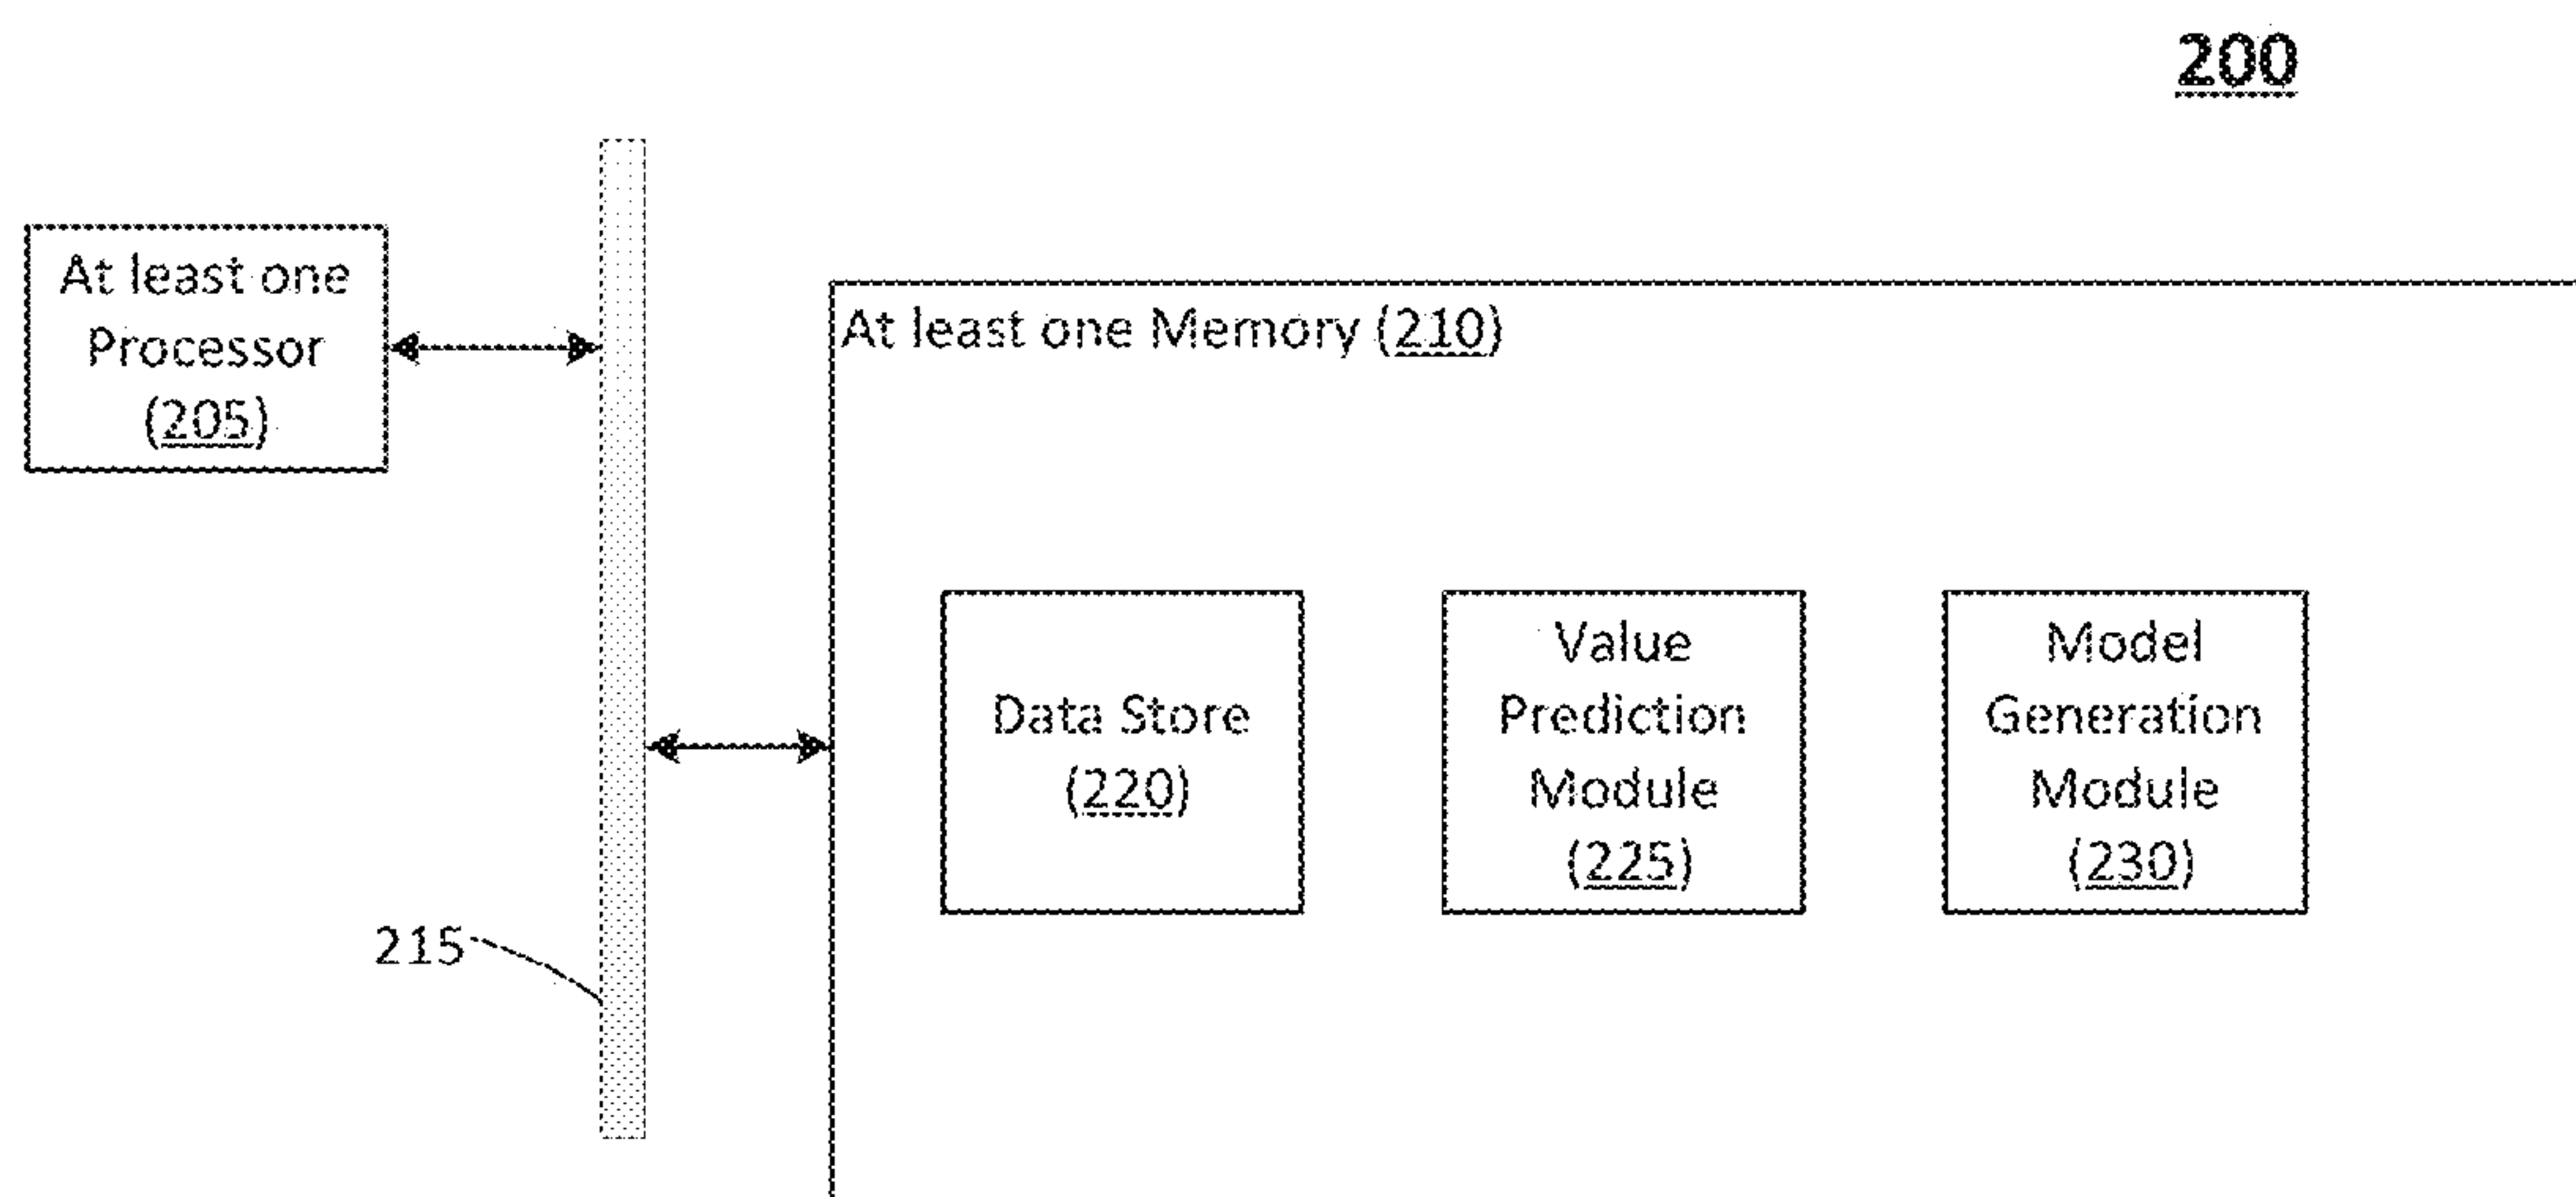 200
At least one
Processor
(205)
At least one Memory (210)
Data Store
(220)
Value
Prediction
Module
(225)
Model
Generation
Module
(230)
215